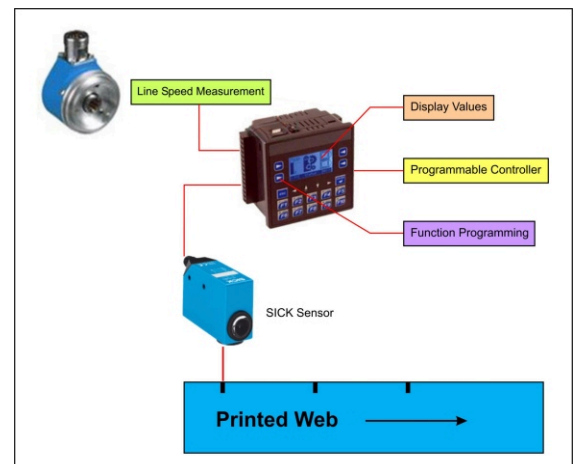 Line Speed Measurement
Display Values
Programmable Controller
Function Programming
SICK Sensor
Printed Web